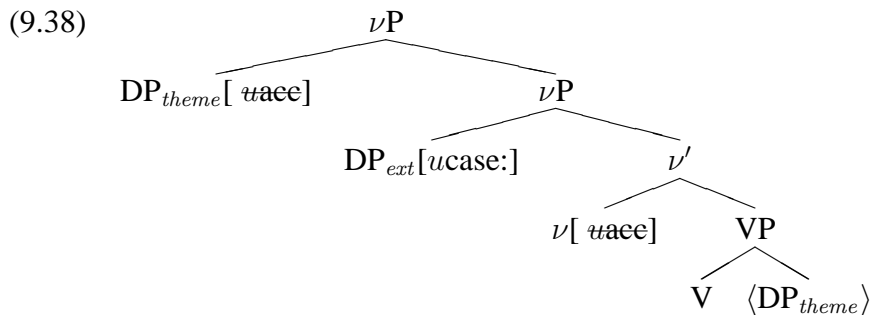 (9.38) νP
DP_theme[ ~~uacc~~] νP
DP_ext[ucase:] ν′
ν[ ~~uacc~~] VP
V ⟨DP_theme⟩